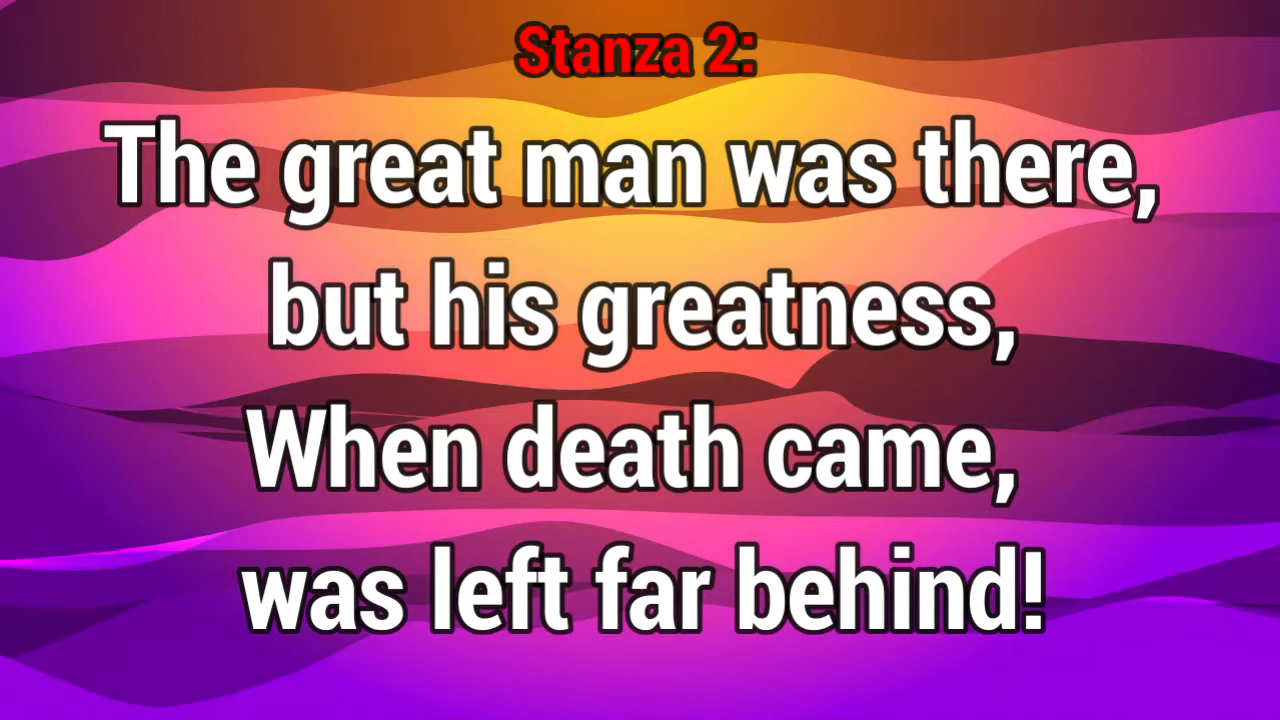 Stanza 2:
The great man was there,
but his greatness,
When death came,
was left far behind!